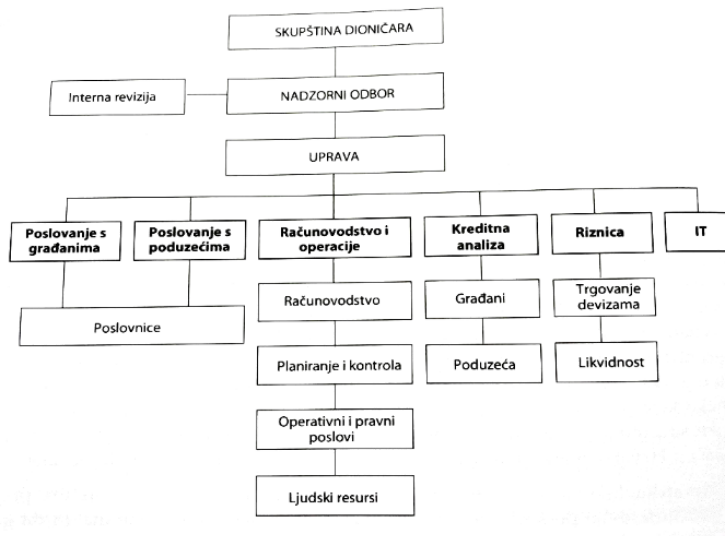 SKUPŠTINA DIONIČARA
Interna revizija
NADZORNI ODBOR
UPRAVA
Poslovanje s
građanima
Poslovanje s
poduzećima
Računovodstvo i
operacije
Kreditna
analiza
Riznica
IT
Poslovnice
Računovodstvo
Građani
Trgovanje
devizama
Planiranje i kontrola
Poduzeća
Likvidnost
Operativni i pravni
poslovi
Ljudski resursi